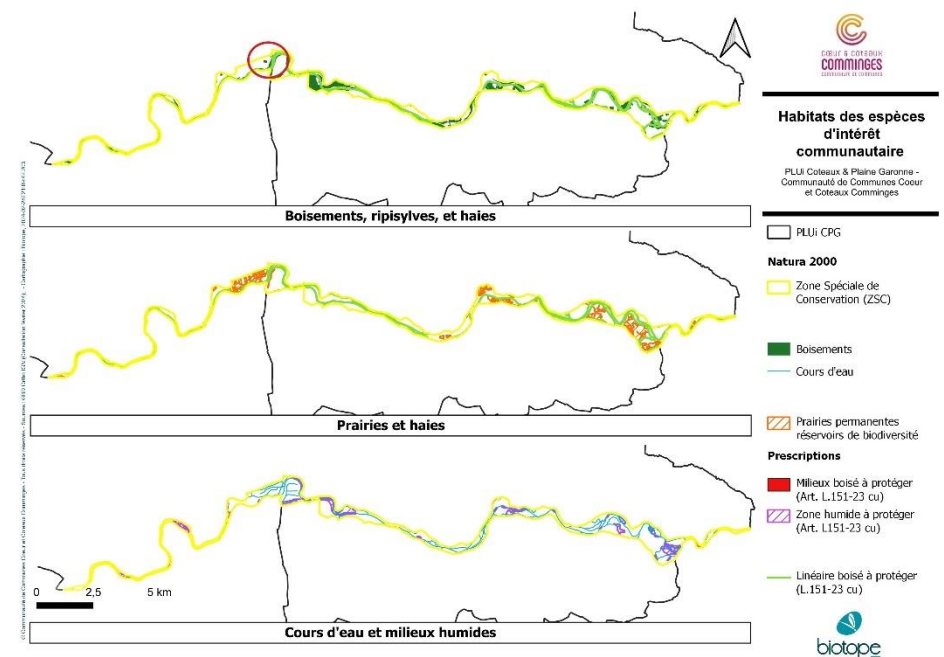 cœur & coteaux
COMMINGES
COMMUNAUTÉ DE COMMUNES
Habitats des espèces
d'intérêt
communautaire
PLUi Coteaux & Plaine Garonne -
Communauté de Communes Coeur
et Coteaux Comminges
PLUi CPG
Natura 2000
Zone Spéciale de
Conservation (ZSC)
Boisements
Cours d'eau
Prairies permanentes
réservoirs de biodiversité
Prescriptions
Milieux boisé à protéger
(Art. L.151-23 cu)
Zone humide à protéger
(Art. L151-23 cu)
Linéaire boisé à protéger
(L.151-23 cu)
biotope
Boisements, ripisylves, et haies
Prairies et haies
0 2,5 5 km
Cours d'eau et milieux humides